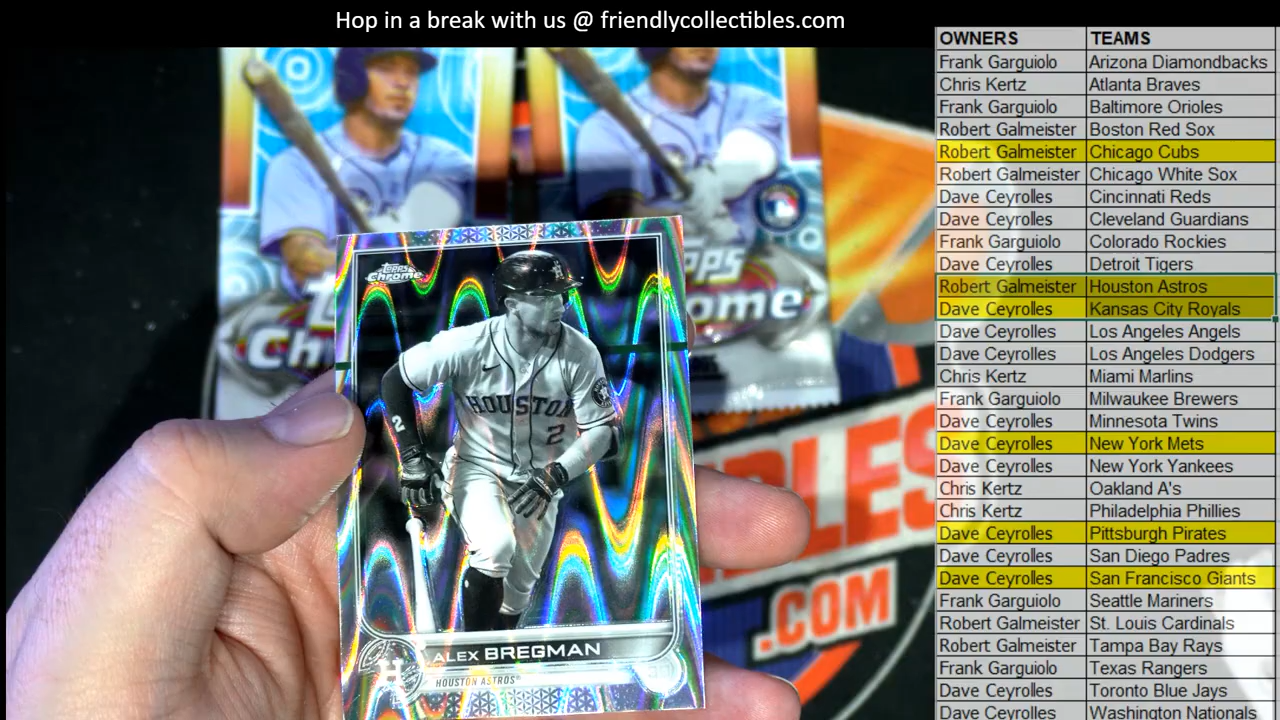 Hop in a break with us @ friendlycollectibles.com
OWNERS TEAMS
Frank Garguiolo Arizona Diamondbacks
Chris Kertz Atlanta Braves
Frank Garguiolo Baltimore Orioles
Robert Galmeister Boston Red Sox
Robert Galmeister Chicago Cubs
Robert Galmeister Chicago White Sox
Dave Ceyrolles Cincinnati Reds
Dave Ceyrolles Cleveland Guardians
Frank Garguiolo Colorado Rockies
Dave Ceyrolles Detroit Tigers
Robert Galmeister Houston Astros
Dave Ceyrolles Kansas City Royals
Dave Ceyrolles Los Angeles Angels
Dave Ceyrolles Los Angeles Dodgers
Chris Kertz Miami Marlins
Frank Garguiolo Milwaukee Brewers
Dave Ceyrolles Minnesota Twins
Dave Ceyrolles New York Mets
Dave Ceyrolles New York Yankees
Chris Kertz Oakland A's
Chris Kertz Philadelphia Phillies
Dave Ceyrolles Pittsburgh Pirates
Dave Ceyrolles San Diego Padres
Dave Ceyrolles San Francisco Giants
Frank Garguiolo Seattle Mariners
Robert Galmeister St. Louis Cardinals
Robert Galmeister Tampa Bay Rays
Frank Garguiolo Texas Rangers
Dave Ceyrolles Toronto Blue Jays
Dave Ceyrolles Washington Nationals
Topps
Chrome
HOUSTON
2
2
ALEX BREGMAN
HOUSTON ASTROS
H
.COM